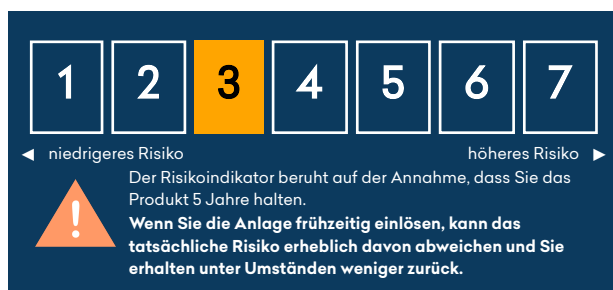 1 2 3 4 5 6 7
◄ niedrigeres Risiko höheres Risiko ►
Der Risikoindikator beruht auf der Annahme, dass Sie das
Produkt 5 Jahre halten.
Wenn Sie die Anlage frühzeitig einlösen, kann das
tatsächliche Risiko erheblich davon abweichen und Sie
erhalten unter Umständen weniger zurück.